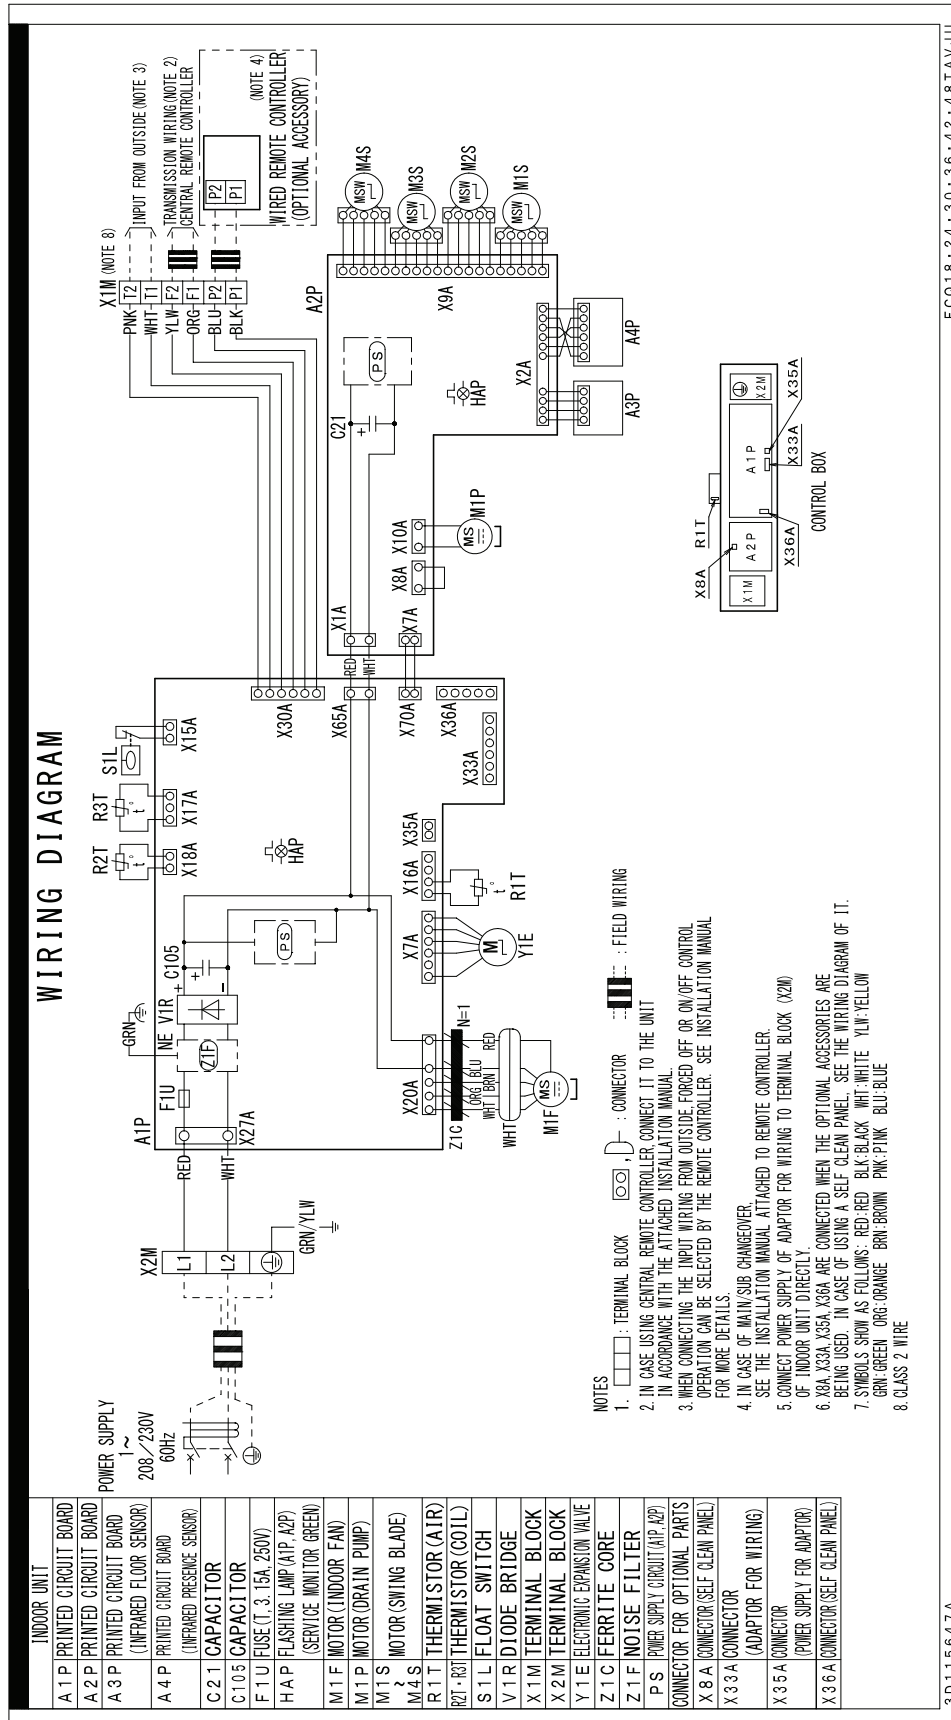 WIRING DIAGRAM
INDOOR UNIT
A1P PRINTED CIRCUIT BOARD
A2P PRINTED CIRCUIT BOARD
A3P PRINTED CIRCUIT BOARD
(INFRARED FLOOR SENSOR)
A4P PRINTED CIRCUIT BOARD
(INFRARED PRESENCE SENSOR)
C21 CAPACITOR
C105 CAPACITOR
F1U FUSE(T, 3. 15A, 250V)
HAP FLASHING LAMP(A1P, A2P)
(SERVICE MONITOR GREEN)
M1F MOTOR(INDOOR FAN)
M1P MOTOR(DRAIN PUMP)
M1S
~
M4S
MOTOR(SWING BLADE)
R1T THERMISTOR(AIR)
R2T・R3T THERMISTOR(COIL)
S1L FLOAT SWITCH
V1R DIODE BRIDGE
X1M TERMINAL BLOCK
X2M TERMINAL BLOCK
Y1E ELECTRONIC EXPANSION VALVE
Z1C FERRITE CORE
Z1F NOISE FILTER
PS POWER SUPPLY CIRCUIT(A1P, A2P)
CONNECTOR FOR OPTIONAL PARTS
X8A CONNECTOR(SELF CLEAN PANEL)
X33A CONNECTOR
(ADAPTOR FOR WIRING)
X35A CONNECTOR
(POWER SUPPLY FOR ADAPTOR)
X36A CONNECTOR(SELF CLEAN PANEL)
POWER SUPPLY
1~
208/230V
60Hz
X2M
L1
L2
GRN/YLW
RED
WHT
A1P
X27A
F1U
GRN
NE
Z1F
V1R
C105
+
+
-
PS
HAP
R2T
t°
X18A
R3T
t°
X17A
S1L
X15A
X30A
X65A
X70A
X36A
X33A
X35A
X16A
t°
R1T
X7A
M
Y1E
X20A
Z1C
N=1
WHT
ORG
BRN
BLU
RED
WHT
MS
M1F
RED
WHT
X1A
X7A
X8A
X10A
MS
M1P
C21
+
PS
HAP
A2P
X9A
X2A
A3P
A4P
MSW
M4S
MSW
M3S
MSW
M2S
MSW
M1S
X1M (NOTE 8)
PNK T2
WHT T1
YLW F2
ORG F1
BLU P2
BLK P1
INPUT FROM OUTSIDE(NOTE 3)
TRANSMISSION WIRING(NOTE 2)
CENTRAL REMOTE CONTROLLER
P2
P1
(NOTE 4)
WIRED REMOTE CONTROLLER
(OPTIONAL ACCESSORY)
X8A
R1T
X1M
A2P
A1P
X2M
X36A
X33A
X35A
CONTROL BOX
NOTES
1. : TERMINAL BLOCK , : CONNECTOR : FIELD WIRING
2. IN CASE USING CENTRAL REMOTE CONTROLLER, CONNECT IT TO THE UNIT
IN ACCORDANCE WITH THE ATTACHED INSTALLATION MANUAL.
3. WHEN CONNECTING THE INPUT WIRING FROM OUTSIDE, FORCED OFF OR ON/OFF CONTROL
OPERATION CAN BE SELECTED BY THE REMOTE CONTROLLER. SEE INSTALLATION MANUAL
FOR MORE DETAILS.
4. IN CASE OF MAIN/SUB CHANGEOVER,
SEE THE INSTALLATION MANUAL ATTACHED TO REMOTE CONTROLLER.
5. CONNECT POWER SUPPLY OF ADAPTOR FOR WIRING TO TERMINAL BLOCK (X2M)
OF INDOOR UNIT DIRECTLY.
6. X8A, X33A, X35A, X36A ARE CONNECTED WHEN THE OPTIONAL ACCESSORIES ARE
BEING USED. IN CASE OF USING A SELF CLEAN PANEL, SEE THE WIRING DIAGRAM OF IT.
7. SYMBOLS SHOW AS FOLLOWS: RED:RED BLK:BLACK WHT:WHITE YLW:YELLOW
GRN:GREEN ORG:ORANGE BRN:BROWN PNK:PINK BLU:BLUE
8. CLASS 2 WIRE
3D115647A